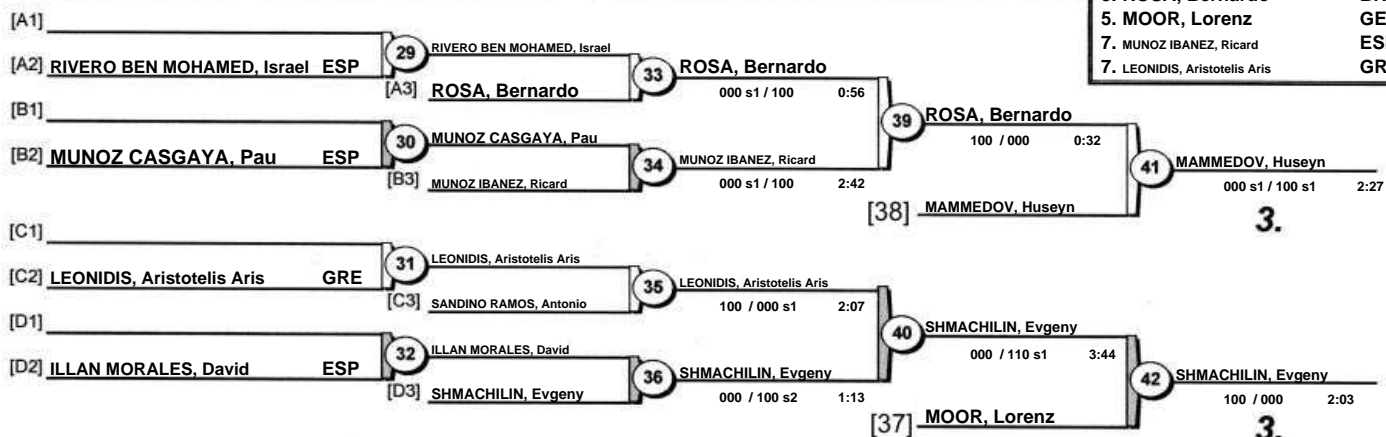 5. MOOR, Lorenz GE
7. MUNOZ IBANEZ, Ricard ES
7. LEONIDIS, Aristotelis Aris GR
[A1]
[A2] RIVERO BEN MOHAMED, Israel ESP
29
RIVERO BEN MOHAMED, Israel
[A3] ROSA, Bernardo
33
ROSA, Bernardo
000 s1 / 100 0:56
[B1]
[B2] MUNOZ CASGAYA, Pau ESP
30
MUNOZ CASGAYA, Pau
[B3] MUNOZ IBANEZ, Ricard
34
MUNOZ IBANEZ, Ricard
000 s1 / 100 2:42
39
ROSA, Bernardo
100 / 000 0:32
[38] MAMMEDOV, Huseyn
41
MAMMEDOV, Huseyn
000 s1 / 100 s1 2:27
3.
[C1]
[C2] LEONIDIS, Aristotelis Aris GRE
31
LEONIDIS, Aristotelis Aris
[C3] SANDINO RAMOS, Antonio
35
LEONIDIS, Aristotelis Aris
100 / 000 s1 2:07
[D1]
[D2] ILLAN MORALES, David ESP
32
ILLAN MORALES, David
[D3] SHMACHILIN, Evgeny
36
SHMACHILIN, Evgeny
000 / 100 s2 1:13
40
SHMACHILIN, Evgeny
000 / 110 s1 3:44
[37] MOOR, Lorenz
42
SHMACHILIN, Evgeny
100 / 000 2:03
3.